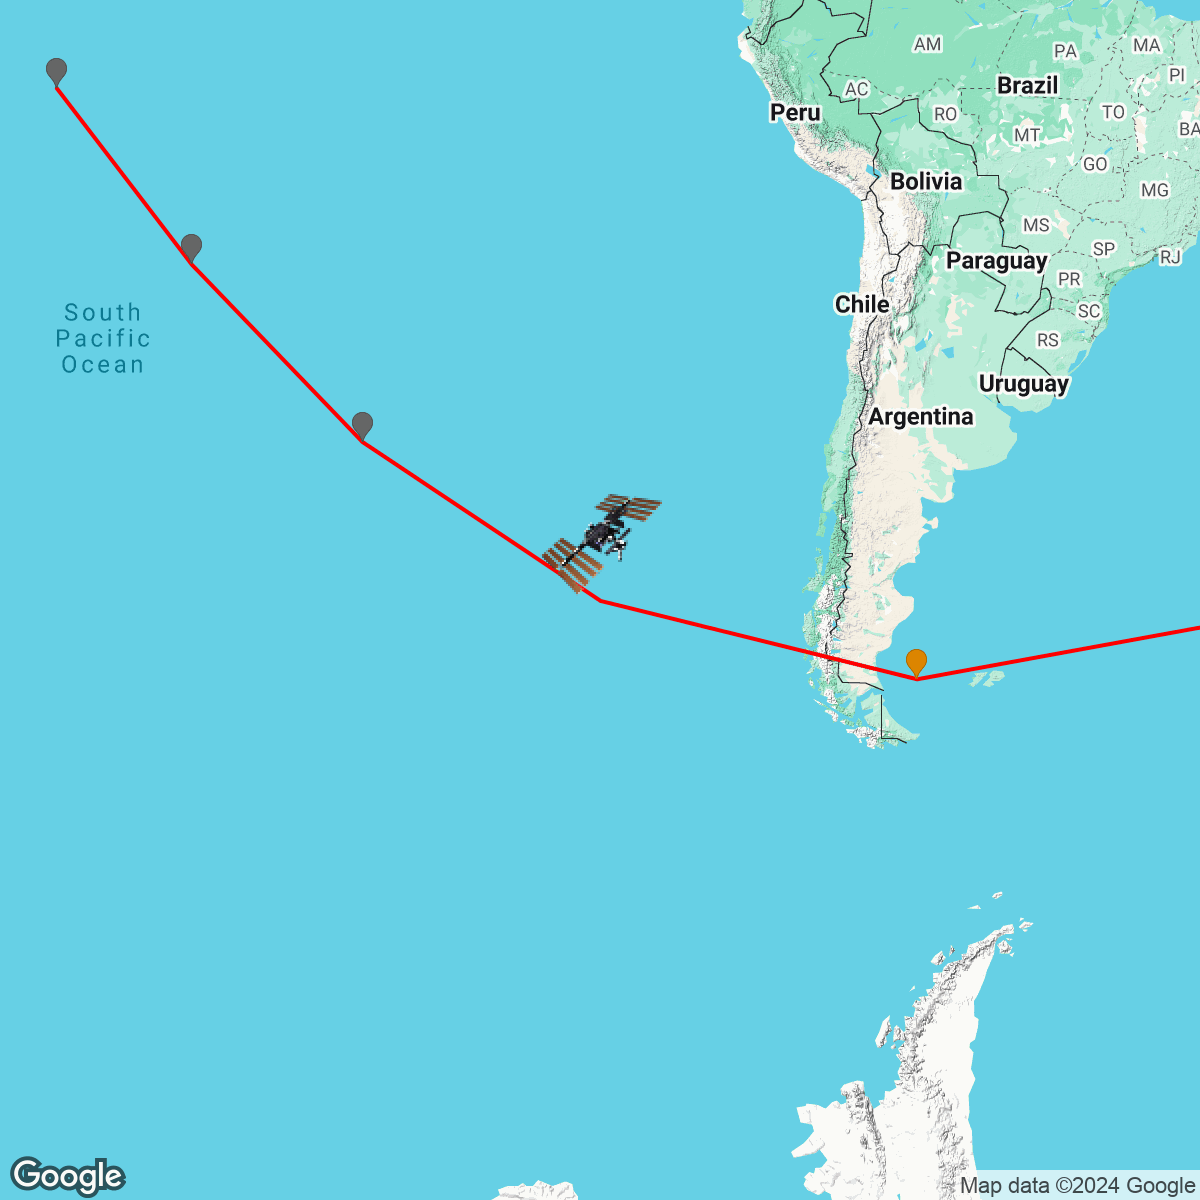 AM
PA
MA
PI
Brazil
AC
Peru
RO
TO
BA
MT
GO
Bolivia
MG
MS
SP
Paraguay
RJ
PR
Chile
SC
South
Pacific
Ocean
RS
Uruguay
Argentina
Google
Map data ©2024 Google